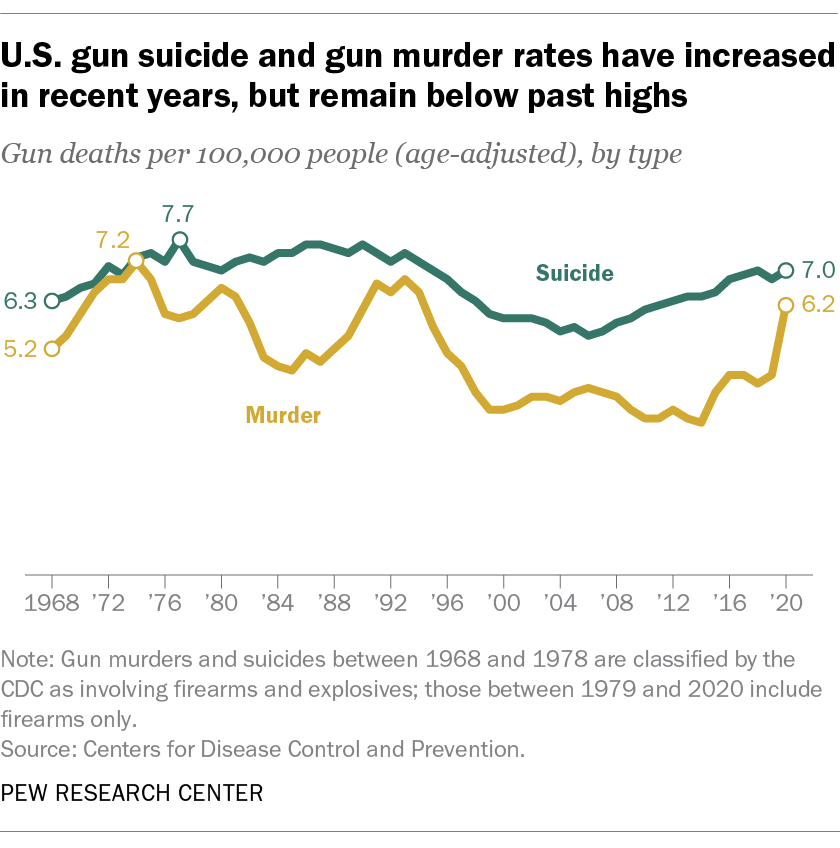 U.S. gun suicide and gun murder rates have increased
in recent years, but remain below past highs
Gun deaths per 100,000 people (age-adjusted), by type
7.7
7.2
Suicide
7.0
6.3
6.2
5.2
Murder
1968 ’72 ’76 ’80 ’84 ’88 ’92 ’96 ’00 ’04 ’08 ’12 ’16 ’20
Note: Gun murders and suicides between 1968 and 1978 are classified by the
CDC as involving firearms and explosives; those between 1979 and 2020 include
firearms only.
Source: Centers for Disease Control and Prevention.
PEW RESEARCH CENTER